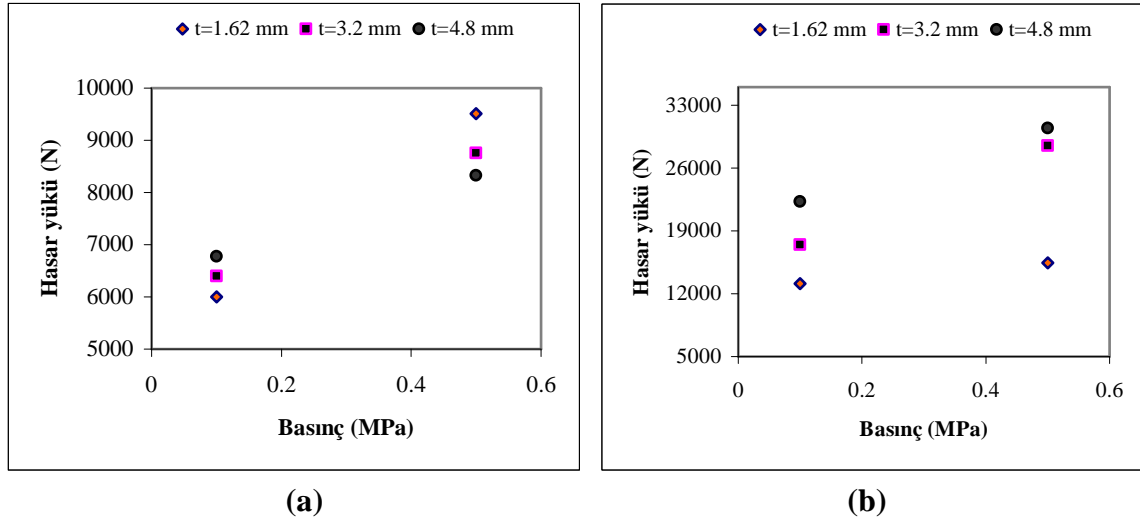 t=1.62 mm t=3.2 mm t=4.8 mm
10000
9000
8000
7000
6000
5000
0 0.2 0.4 0.6
Basınç (MPa)
Hasar yükü (N)
(a)
t=1.62 mm t=3.2 mm t=4.8 mm
33000
26000
19000
12000
5000
0 0.2 0.4 0.6
Basınç (MPa)
Hasar yükü (N)
(b)